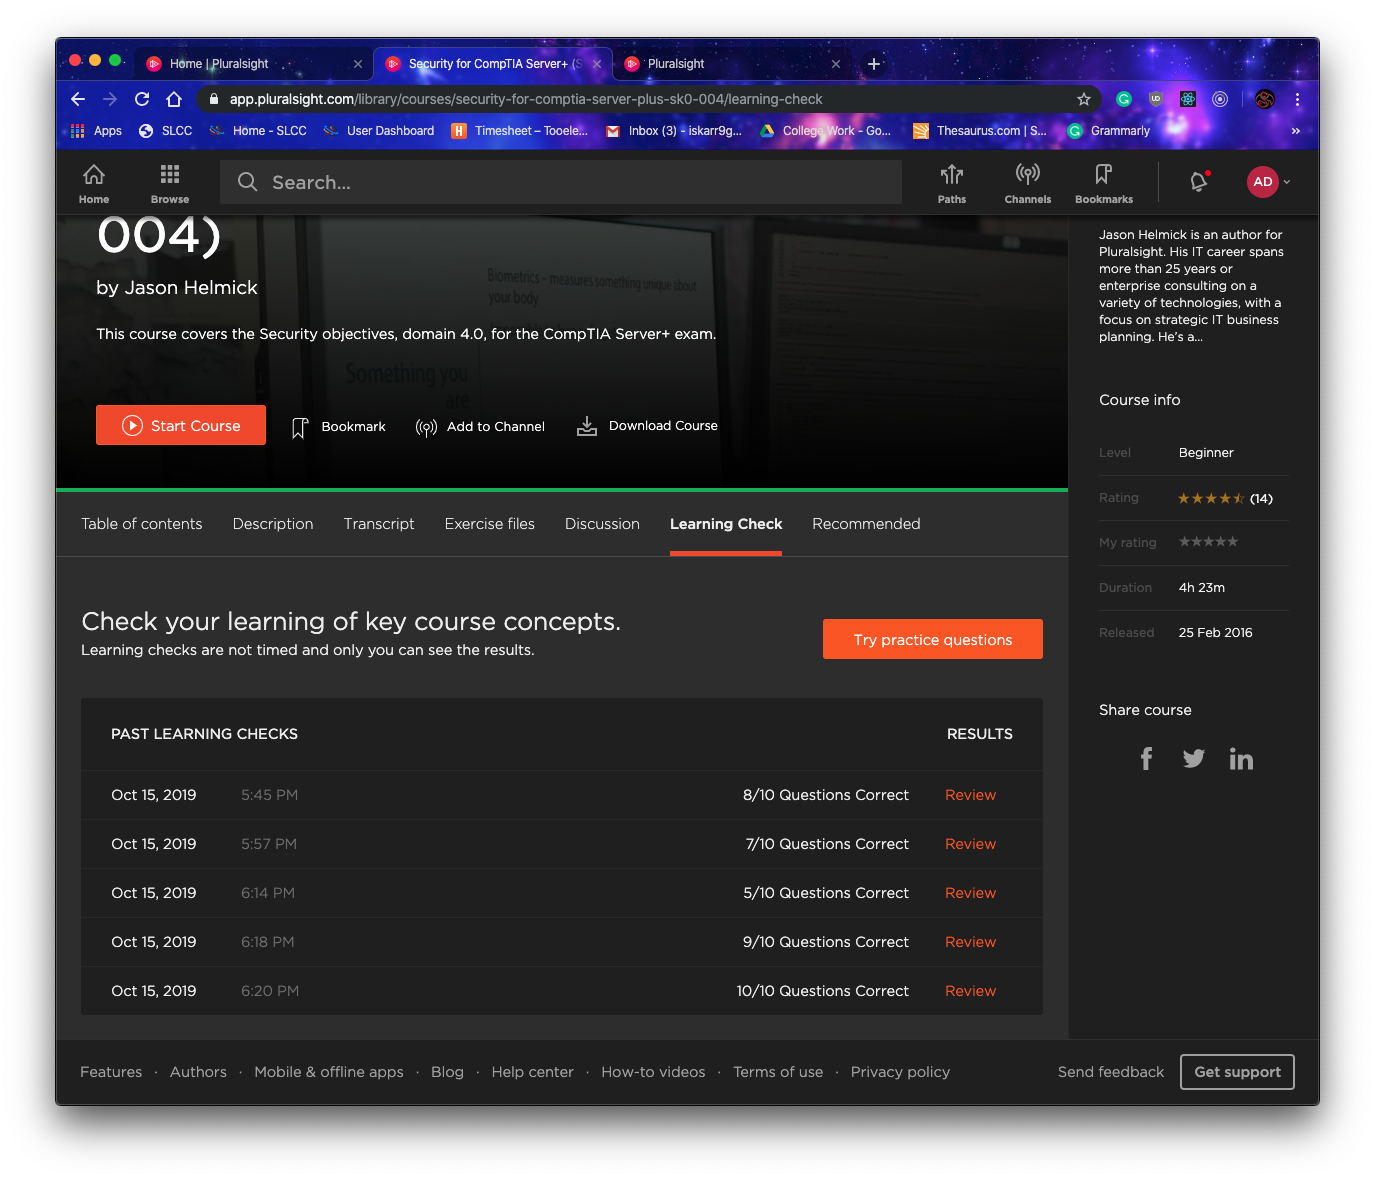 Home | Pluralsight
Security for CompTIA Server+ (S
Pluralsight
app.pluralsight.com/library/courses/security-for-comptia-server-plus-sk0-004/learning-check
Apps
SLCC
Home - SLCC
User Dashboard
Timesheet – Tooele...
Inbox (3) - iskarr9g...
College Work - Go...
Thesaurus.com | S...
Grammarly
»
Home
Browse
Search...
Paths
Channels
Bookmarks
AD
004)
by Jason Helmick
This course covers the Security objectives, domain 4.0, for the CompTIA Server+ exam.
Biometrics – measures something unique about
your body
Something you
are
Start Course
Bookmark
Add to Channel
Download Course
Jason Helmick is an author for
Pluralsight. His IT career spans
more than 25 years or
enterprise consulting on a
variety of technologies, with a
focus on strategic IT business
planning. He's a...
Course info
Level Beginner
Rating (14)
My rating
Duration 4h 23m
Released 25 Feb 2016
Share course
Table of contents
Description
Transcript
Exercise files
Discussion
Learning Check
Recommended
Check your learning of key course concepts.
Learning checks are not timed and only you can see the results.
Try practice questions
PAST LEARNING CHECKS RESULTS
Oct 15, 2019 5:45 PM 8/10 Questions Correct Review
Oct 15, 2019 5:57 PM 7/10 Questions Correct Review
Oct 15, 2019 6:14 PM 5/10 Questions Correct Review
Oct 15, 2019 6:18 PM 9/10 Questions Correct Review
Oct 15, 2019 6:20 PM 10/10 Questions Correct Review
Features · Authors · Mobile & offline apps · Blog · Help center · How-to videos · Terms of use · Privacy policy
Send feedback
Get support